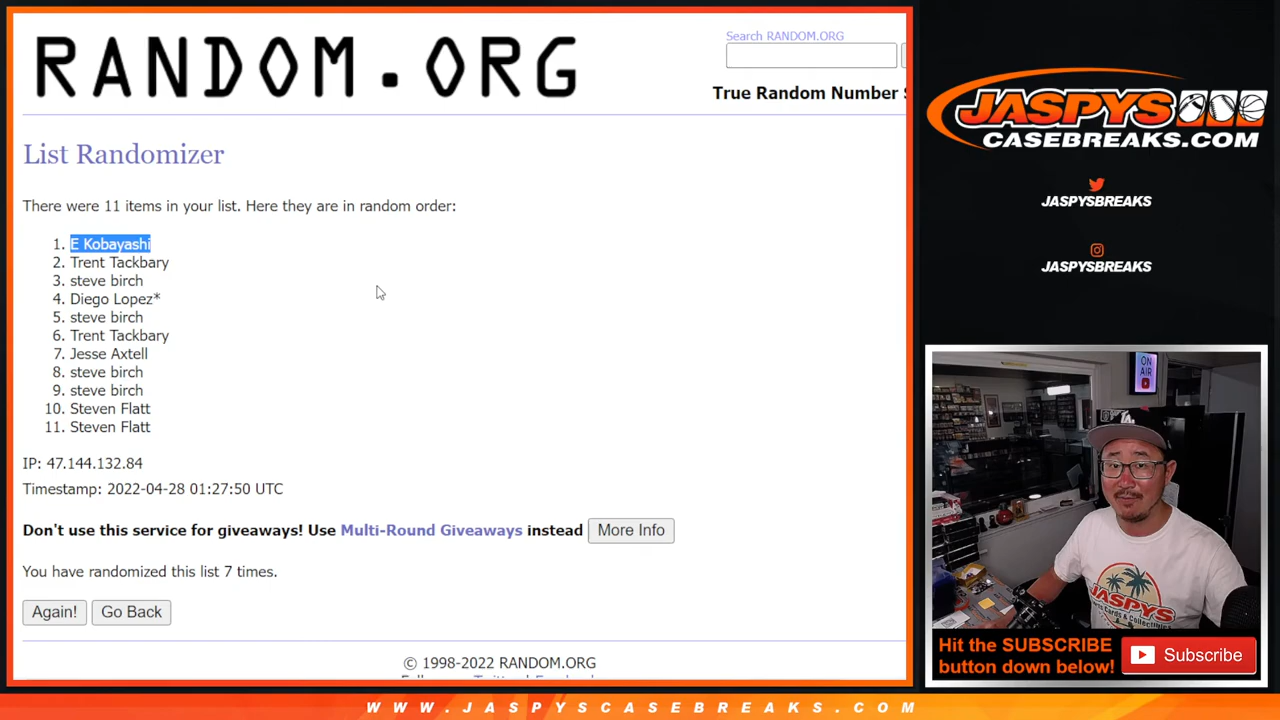 RANDOM.ORG
Search RANDOM.ORG
True Random Number
List Randomizer
There were 11 items in your list. Here they are in random order:
1. E Kobayashi
2. Trent Tackbary
3. steve birch
4. Diego Lopez*
5. steve birch
6. Trent Tackbary
7. Jesse Axtell
8. steve birch
9. steve birch
10. Steven Flatt
11. Steven Flatt
IP: 47.144.132.84
Timestamp: 2022-04-28 01:27:50 UTC
Don't use this service for giveaways! Use Multi-Round Giveaways instead More Info
You have randomized this list 7 times.
Again! Go Back
© 1998-2022 RANDOM.ORG
JASPYS
CASEBREAKS.COM
JASPYSBREAKS
JASPYSBREAKS
ON
AIR
LA
JASPYS
Hit the SUBSCRIBE
button down below!
Subscribe
WWW.JASPYSCASEBREAKS.COM